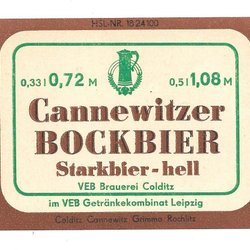 HSL-NR. 1824100
0,33 l 0,72 M 0,5 l 1,08 M
Cannewitzer
BOCKBIER
Starkbier-hell
VEB Brauerei Colditz
im VEB Getränkekombinat Leipzig
Colditz Cannewitz Grimma Rochlitz